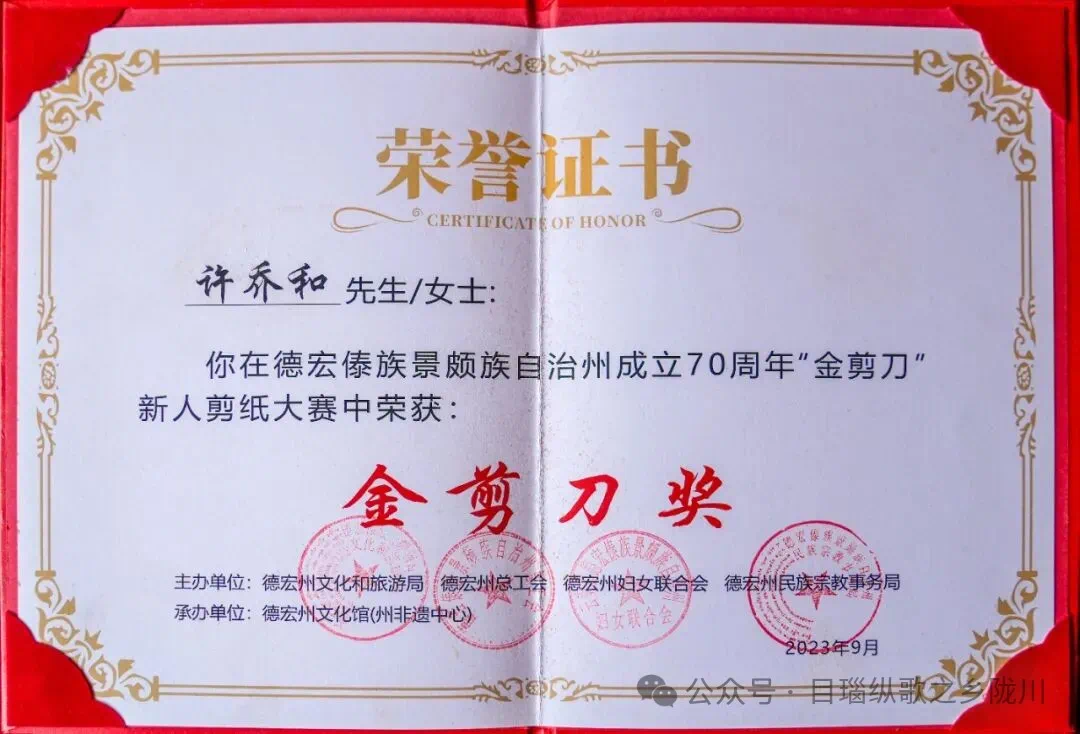 荣誉证书
CERTIFICATE OF HONOR
许乔和 先生/女士:
你在德宏傣族景颇族自治州成立70周年“金剪刀”
新人剪纸大赛中荣获:
金剪刀奖
主办单位: 德宏州文化和旅游局 德宏州总工会 德宏州妇女联合会 德宏州民族宗教事务局
承办单位: 德宏州文化馆(州非遗中心)
妇女联合会
2023年9月
公众号 · 目瑙纵歌之乡陇川